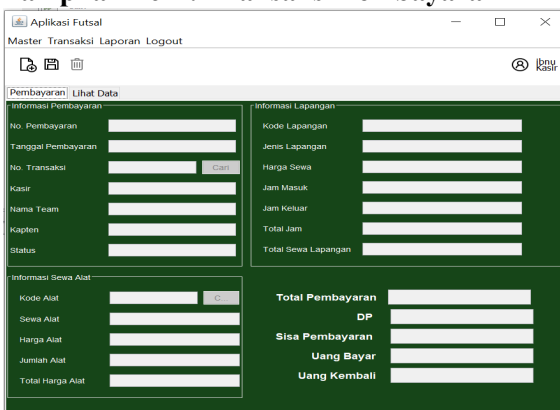 Aplikasi Futsal
Master Transaksi Laporan Logout
ibnu
Kasir
Pembayaran Lihat Data
Informasi Pembayaran
No. Pembayaran
Tanggal Pembayaran
No. Transaksi Cari
Kasir
Nama Team
Kapten
Status
Informasi Lapangan
Kode Lapangan
Jenis Lapangan
Harga Sewa
Jam Masuk
Jam Keluar
Total Jam
Total Sewa Lapangan
Informasi Sewa Alat
Kode Alat C...
Sewa Alat
Harga Alat
Jumlah Alat
Total Harga Alat
Total Pembayaran
DP
Sisa Pembayaran
Uang Bayar
Uang Kembali